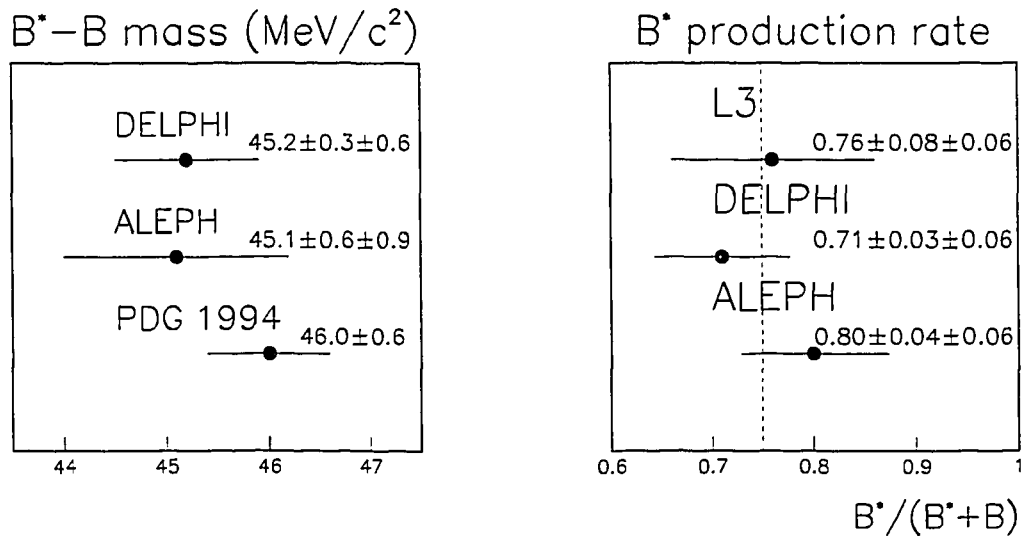 B*−B mass (MeV/c²)
DELPHI
45.2±0.3±0.6
ALEPH
45.1±0.6±0.9
PDG 1994
46.0±0.6
44 45 46 47
B* production rate
L3
0.76±0.08±0.06
DELPHI
0.71±0.03±0.06
ALEPH
0.80±0.04±0.06
0.6 0.7 0.8 0.9 1
B*/(B*+B)